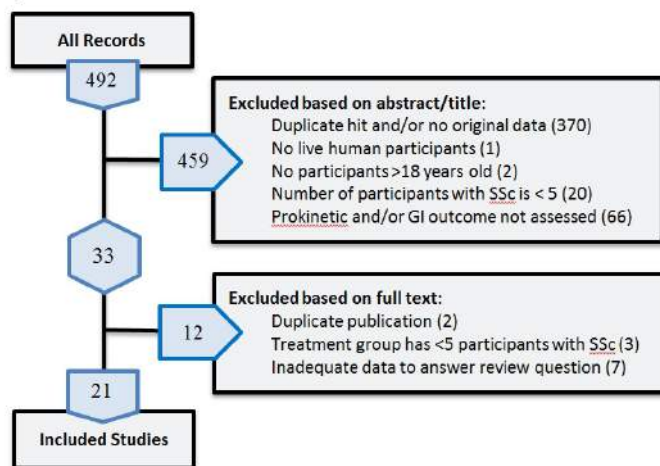 All Records
492
Excluded based on abstract/title:
Duplicate hit and/or no original data (370)
No live human participants (1)
No participants >18 years old (2)
Number of participants with SSc is < 5 (20)
Prokinetic and/or GI outcome not assessed (66)
459
33
Excluded based on full text:
Duplicate publication (2)
Treatment group has <5 participants with SSc (3)
Inadequate data to answer review question (7)
12
21
Included Studies